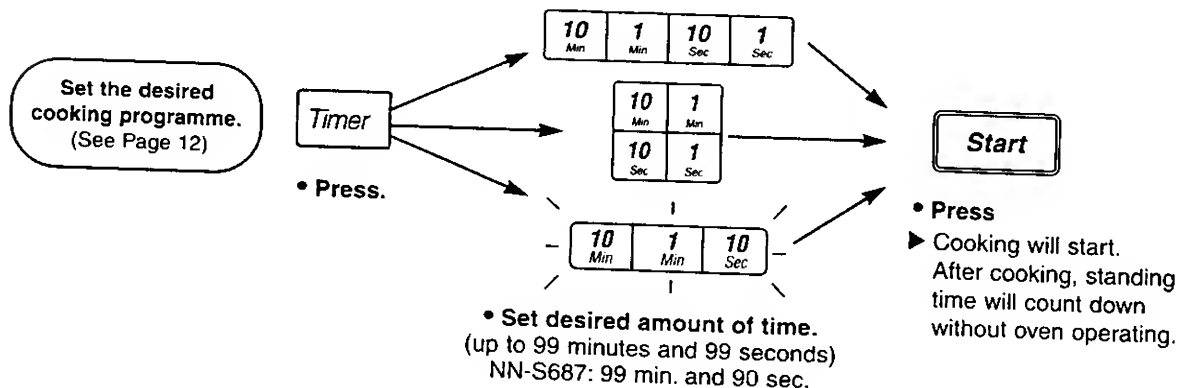 Set the desired
cooking programme.
(See Page 12)
Timer
• Press.
10 Min 1 Min 10 Sec 1 Sec
10 Min 1 Min
10 Sec 1 Sec
10 Min 1 Min 10 Sec
• Set desired amount of time.
(up to 99 minutes and 99 seconds)
NN-S687: 99 min. and 90 sec.
Start
• Press
▶ Cooking will start.
After cooking, standing
time will count down
without oven operating.